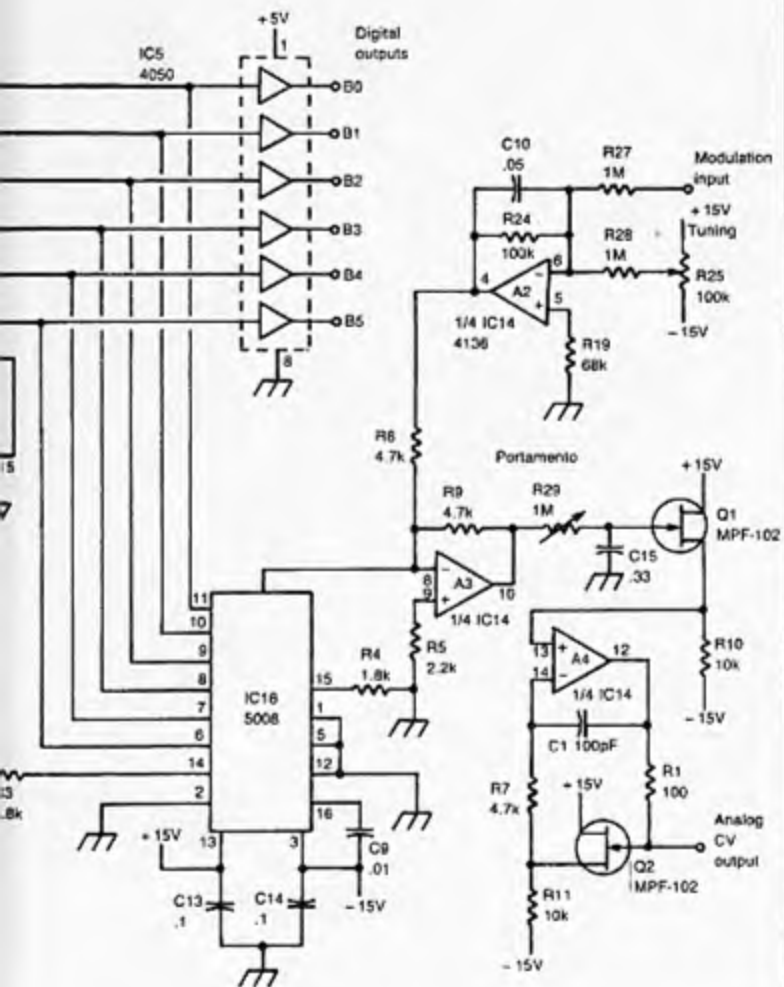 +5V
1
Digital
outputs
IC5
4050
B0
B1
B2
B3
B4
B5
8
C10
.05
R27
1M
Modulation
input
R24
100k
+15V
Tuning
R28
1M
R25
100k
-15V
4
6
A2
5
1/4 IC14
4136
R19
68k
R6
4.7k
Portamento
R9
4.7k
R29
1M
+15V
Q1
MPF-102
C15
.33
8
9
A3
10
1/4 IC14
R5
2.2k
R4
1.8k
11
10
9
8
7
6
14
2
IC16
5008
15
1
5
12
16
13
3
13
14
A4
12
1/4 IC14
R10
10k
-15V
C1 100pF
R7
4.7k
+15V
R1
100
Analog
CV
output
Q2
MPF-102
R11
10k
-15V
.8k
+15V
C9
.01
-15V
C13
.1
C14
.1